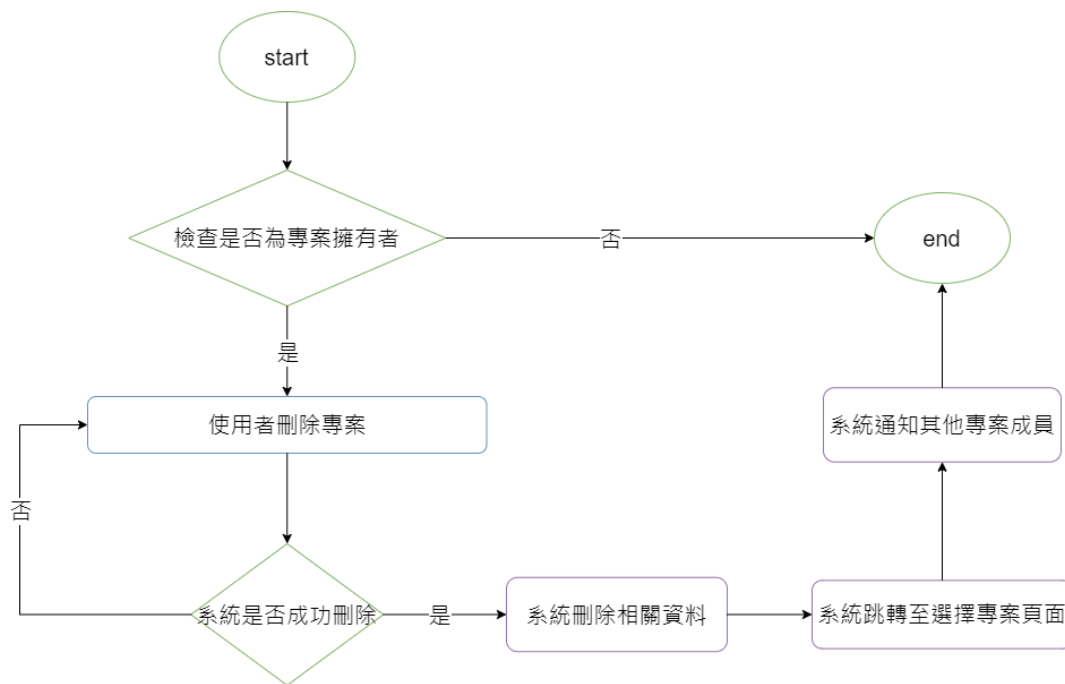 start
檢查是否為專案擁有者
否
end
是
使用者刪除專案
系統通知其他專案成員
否
系統是否成功刪除
是
系統刪除相關資料
系統跳轉至選擇專案頁面